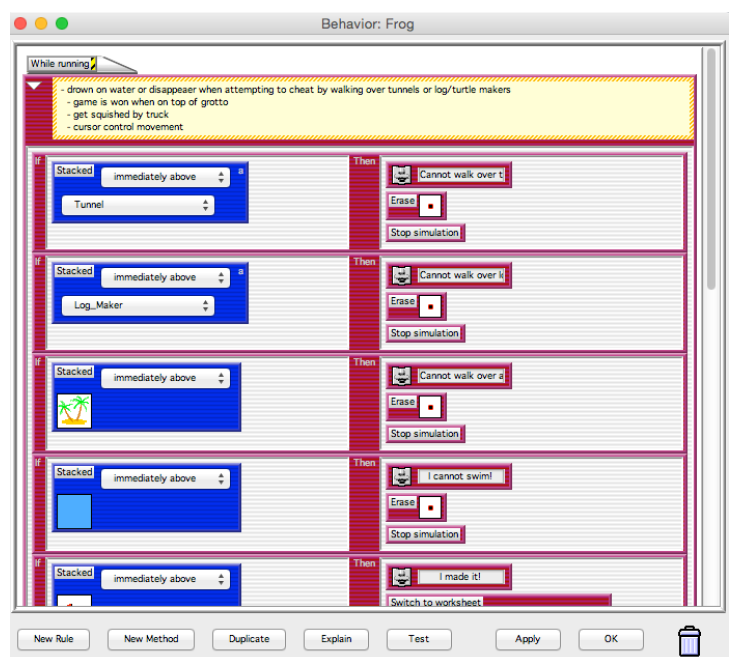 Behavior: Frog
While running
- drown on water or disappeaer when attempting to cheat by walking over tunnels or log/turtle makers
- game is won when on top of grotto
- get squished by truck
- cursor control movement
If
Stacked
immediately above
a
Tunnel
Then
Cannot walk over t
Erase
Stop simulation
If
Stacked
immediately above
a
Log_Maker
Then
Cannot walk over lo
Erase
Stop simulation
If
Stacked
immediately above
Then
Cannot walk over a
Erase
Stop simulation
If
Stacked
immediately above
Then
I cannot swim!
Erase
Stop simulation
If
Stacked
immediately above
Then
I made it!
Switch to worksheet
New Rule New Method Duplicate Explain Test Apply OK